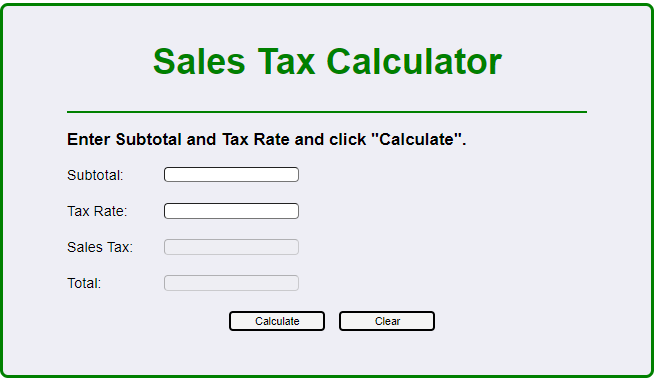 Sales Tax Calculator
Enter Subtotal and Tax Rate and click "Calculate".
Subtotal:
Tax Rate:
Sales Tax:
Total:
Calculate Clear